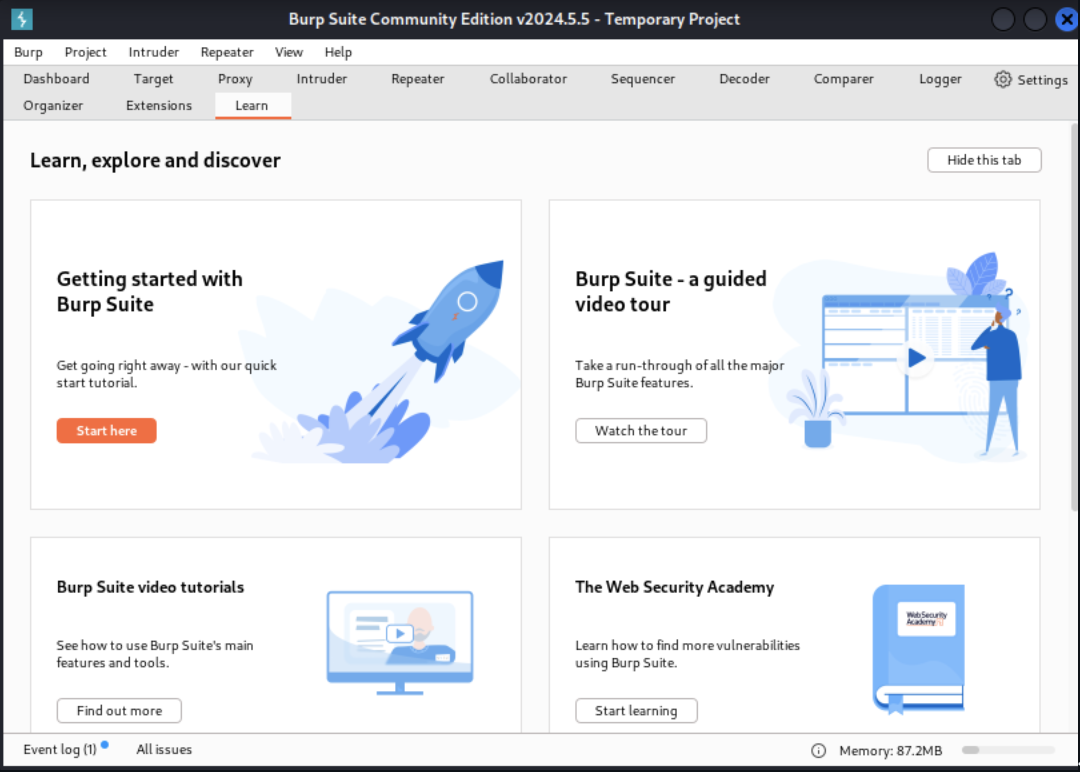 Burp Suite Community Edition v2024.5.5 - Temporary Project
Burp Project Intruder Repeater View Help
Dashboard Target Proxy Intruder Repeater Collaborator Sequencer Decoder Comparer Logger Settings
Organizer Extensions Learn
Learn, explore and discover
Hide this tab
Getting started with
Burp Suite
Get going right away - with our quick
start tutorial.
Start here
Burp Suite - a guided
video tour
Take a run-through of all the major
Burp Suite features.
Watch the tour
Burp Suite video tutorials
See how to use Burp Suite's main
features and tools.
Find out more
The Web Security Academy
Learn how to find more vulnerabilities
using Burp Suite.
Start learning
WebSecurity
Academy
Event log (1) All issues
Memory: 87.2MB